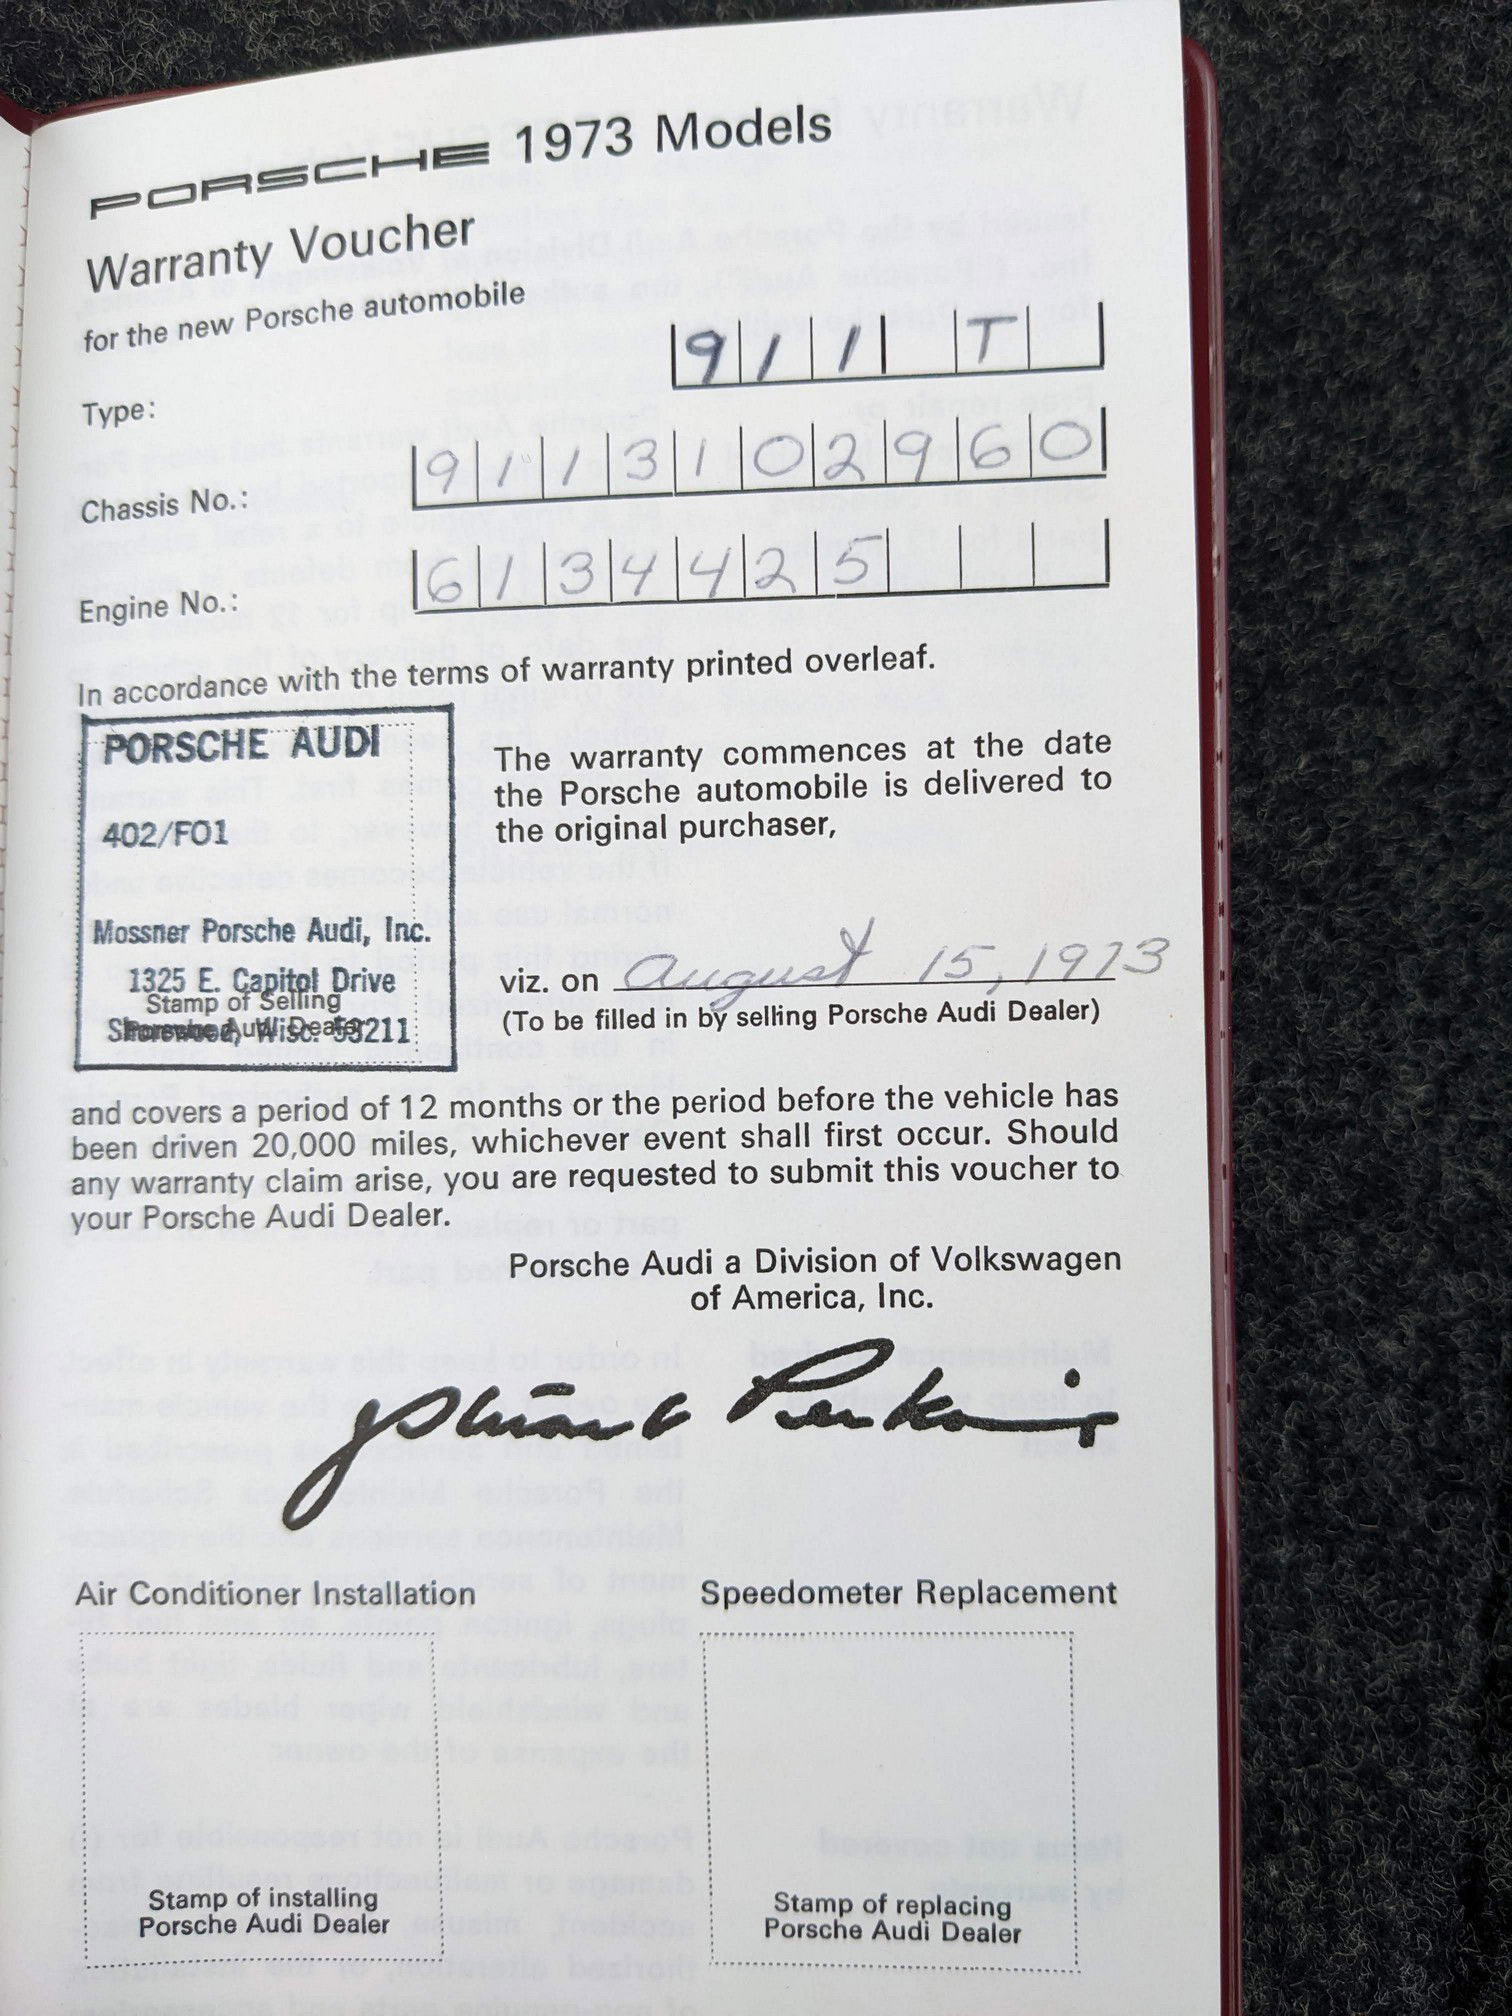 PORSCHE 1973 Models
Warranty Voucher
for the new Porsche automobile
Type: 911 T
Chassis No.: 9113102960
Engine No.: 6134425
In accordance with the terms of warranty printed overleaf.
PORSCHE AUDI
402/F01
Mossner Porsche Audi, Inc.
1325 E. Capitol Drive
Stamp of Selling
Porsche Audi Dealer
Shorewood, Wisc. 53211
The warranty commences at the date
the Porsche automobile is delivered to
the original purchaser,
viz. on August 15, 1973
(To be filled in by selling Porsche Audi Dealer)
and covers a period of 12 months or the period before the vehicle has
been driven 20,000 miles, whichever event shall first occur. Should
any warranty claim arise, you are requested to submit this voucher to
your Porsche Audi Dealer.
Porsche Audi a Division of Volkswagen
of America, Inc.
Air Conditioner Installation
Speedometer Replacement
Stamp of installing
Porsche Audi Dealer
Stamp of replacing
Porsche Audi Dealer